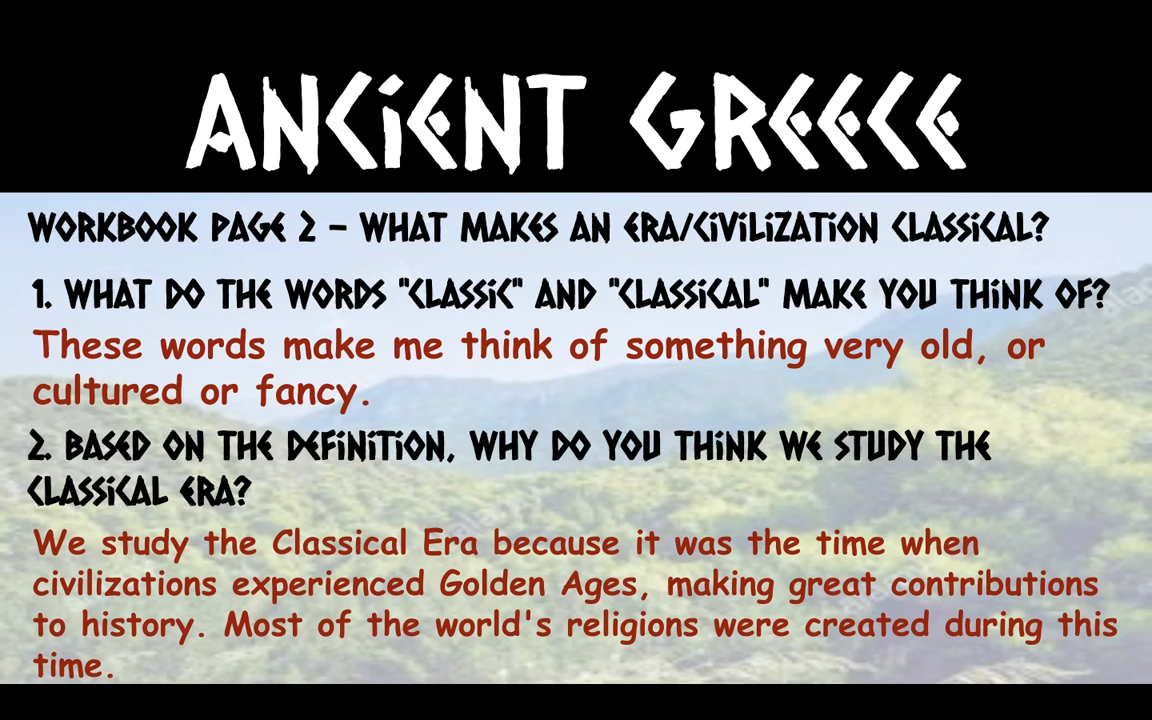 ANCIENT GREECE
WORKBOOK PAGE 2 – WHAT MAKES AN ERA/CIVILIZATION CLASSICAL?
1. WHAT DO THE WORDS "CLASSIC" AND "CLASSICAL" MAKE YOU THINK OF?
These words make me think of something very old, or
cultured or fancy.
2. BASED ON THE DEFINITION, WHY DO YOU THINK WE STUDY THE
CLASSICAL ERA?
We study the Classical Era because it was the time when
civilizations experienced Golden Ages, making great contributions
to history. Most of the world's religions were created during this
time.